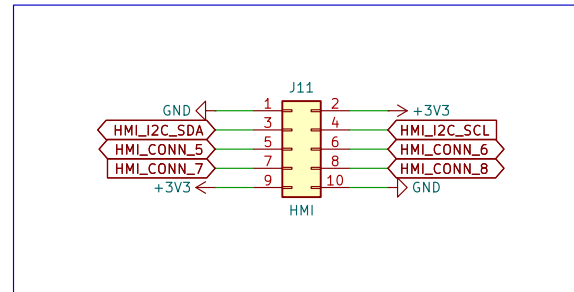 J11
GND 1 2 +3V3
HMI_I2C_SDA 3 4 HMI_I2C_SCL
HMI_CONN_5 5 6 HMI_CONN_6
HMI_CONN_7 7 8 HMI_CONN_8
+3V3 9 10 GND
HMI